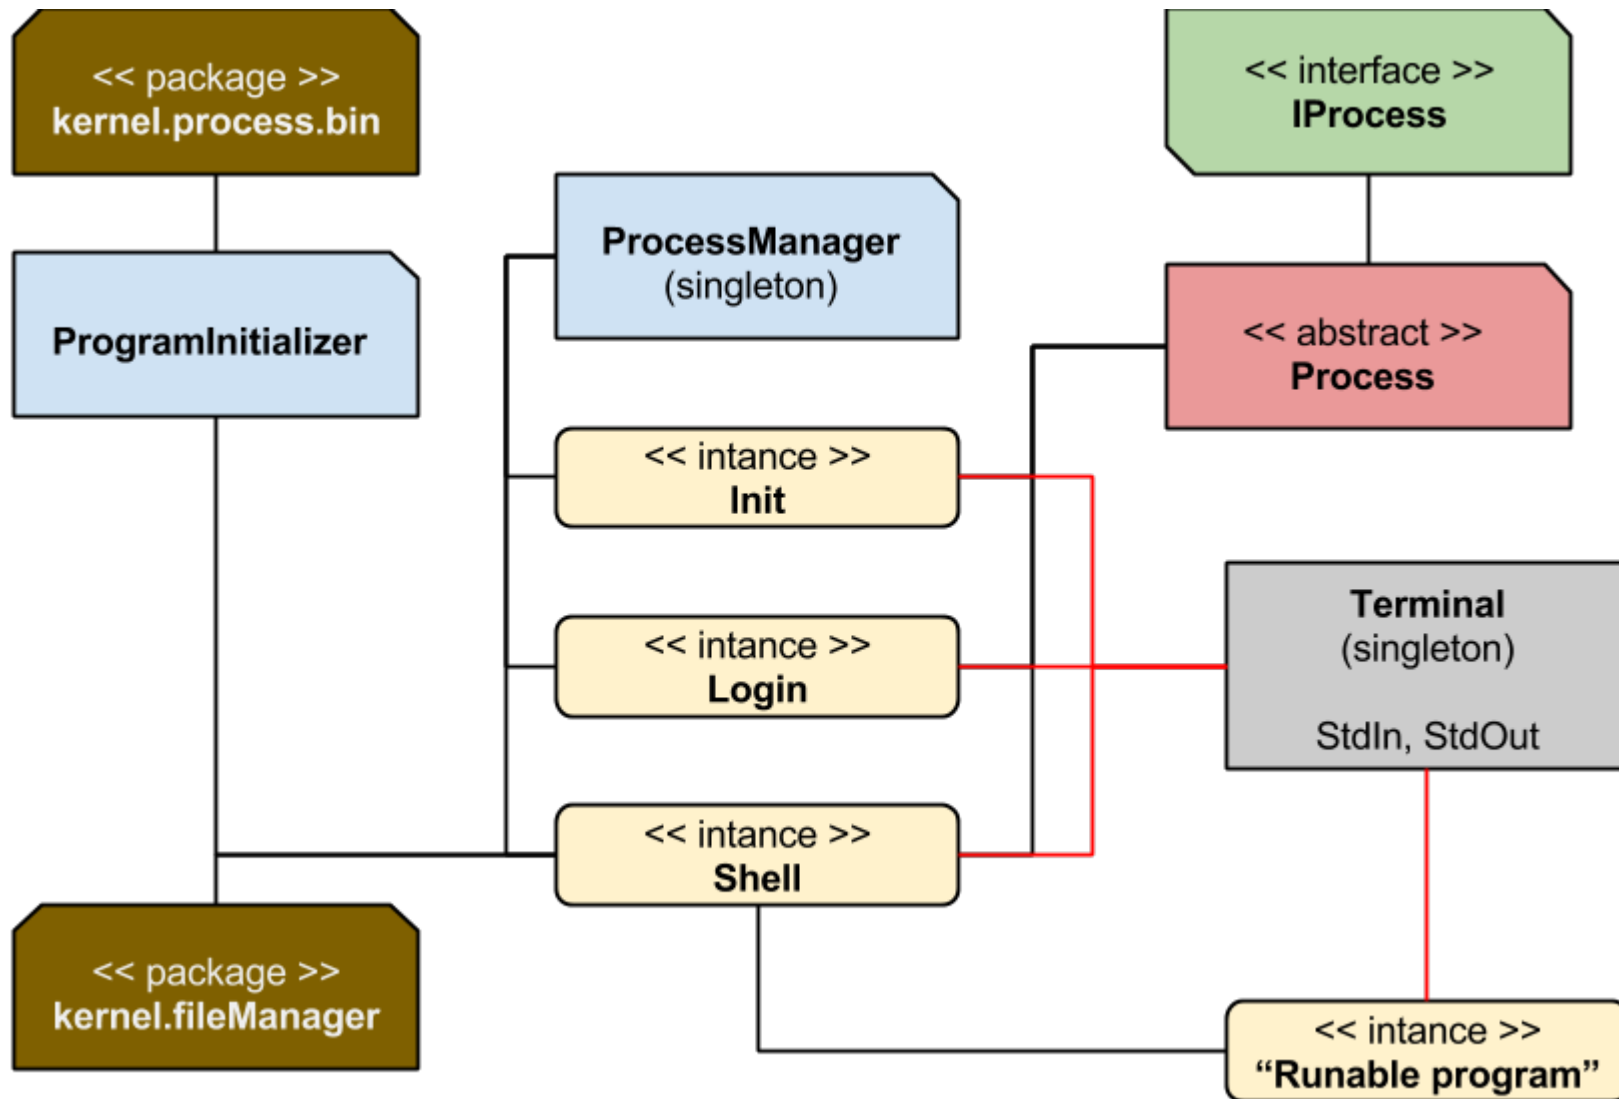 << package >>
kernel.process.bin
<< interface >>
IProcess
ProcessManager
(singleton)
ProgramInitializer
<< abstract >>
Process
<< intance >>
Init
Terminal
(singleton)
StdIn, StdOut
<< intance >>
Login
<< intance >>
Shell
<< package >>
kernel.fileManager
<< intance >>
“Runable program”